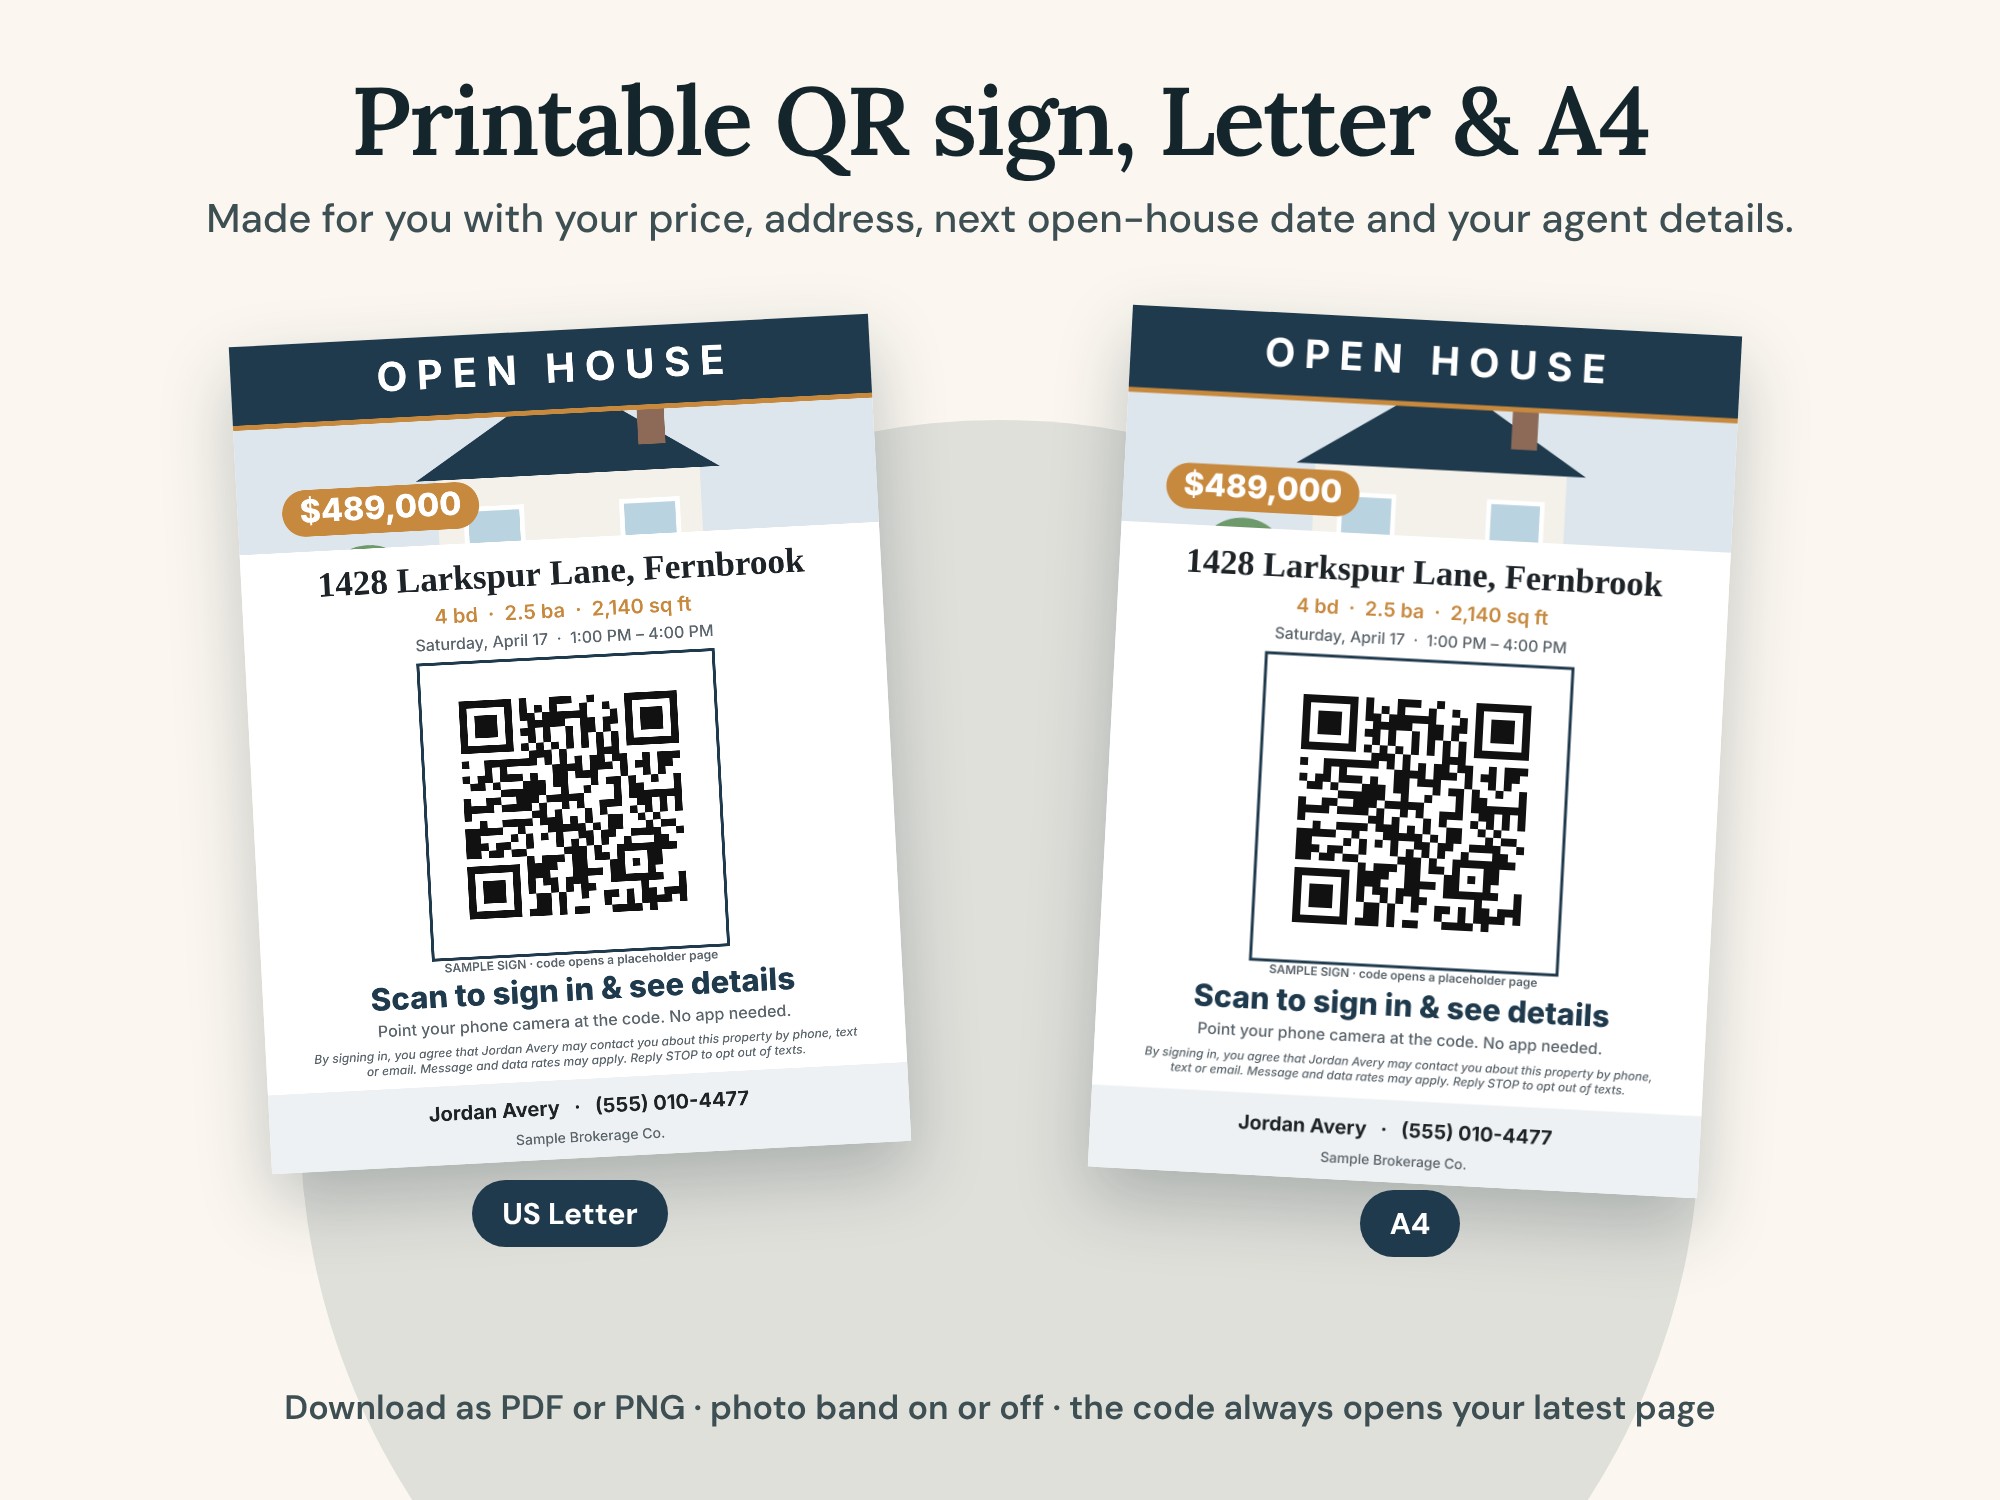 Printable QR sign, Letter & A4
Made for you with your price, address, next open-house date and your agent details.
OPEN HOUSE
$489,000
1428 Larkspur Lane, Fernbrook
4 bd · 2.5 ba · 2,140 sq ft
Saturday, April 17 · 1:00 PM – 4:00 PM
SAMPLE SIGN · code opens a placeholder page
Scan to sign in & see details
Point your phone camera at the code. No app needed.
By signing in, you agree that Jordan Avery may contact you about this property by phone, text
or email. Message and data rates may apply. Reply STOP to opt out of texts.
Jordan Avery · (555) 010-4477
Sample Brokerage Co.
US Letter
OPEN HOUSE
$489,000
1428 Larkspur Lane, Fernbrook
4 bd · 2.5 ba · 2,140 sq ft
Saturday, April 17 · 1:00 PM – 4:00 PM
SAMPLE SIGN · code opens a placeholder page
Scan to sign in & see details
Point your phone camera at the code. No app needed.
By signing in, you agree that Jordan Avery may contact you about this property by phone,
text or email. Message and data rates may apply. Reply STOP to opt out of texts.
Jordan Avery · (555) 010-4477
Sample Brokerage Co.
A4
Download as PDF or PNG · photo band on or off · the code always opens your latest page